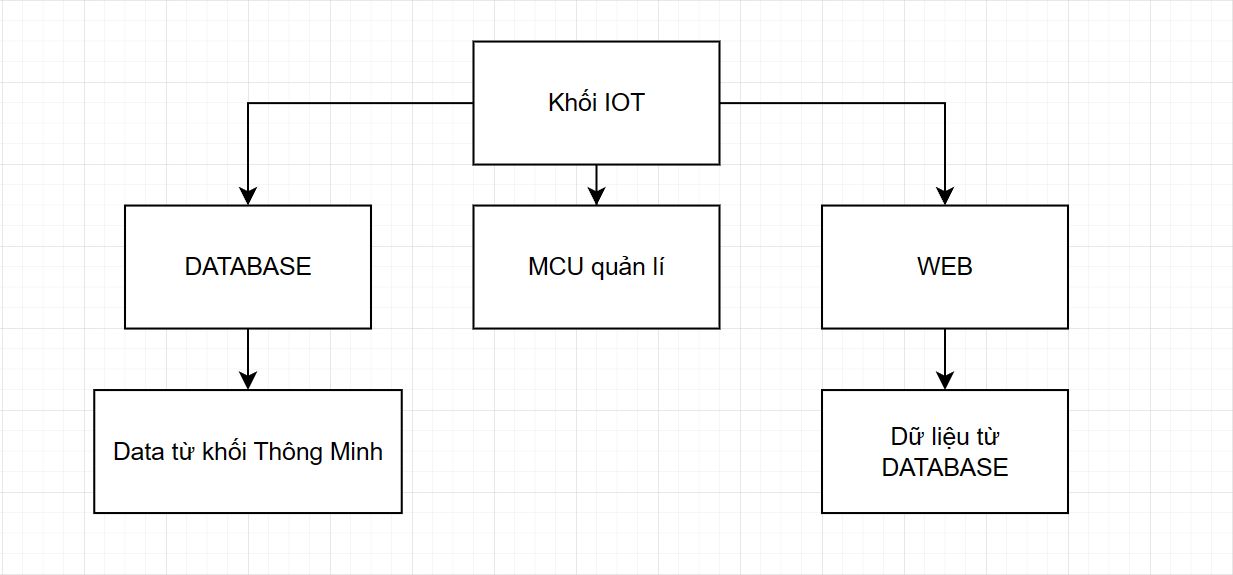 Khối IOT
DATABASE
MCU quản lí
WEB
Data từ khối Thông Minh
Dữ liệu từ
DATABASE